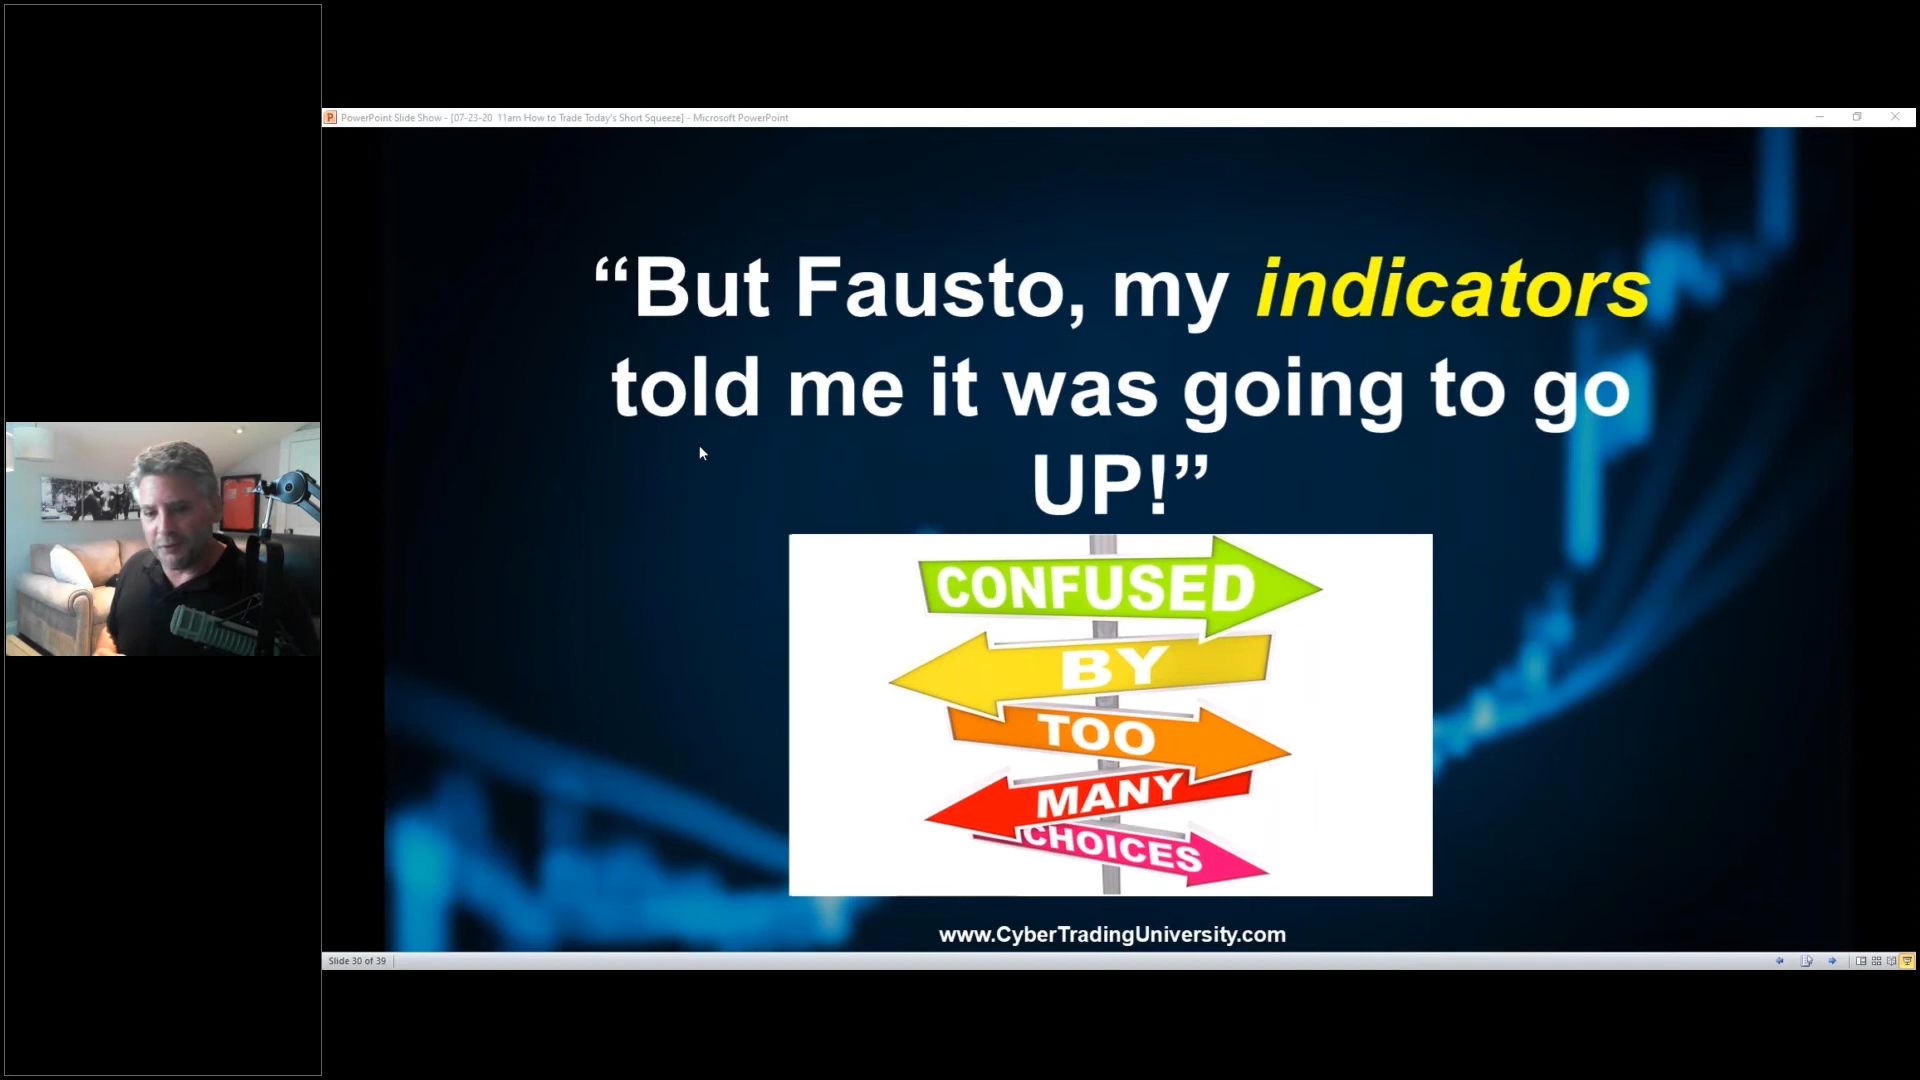 PowerPoint Slide Show - [07-23-20  11am How to Trade Today's Short Squeeze] - Microsoft PowerPoint
“But Fausto, my indicators
told me it was going to go
UP!”
CONFUSED
BY
TOO
MANY
CHOICES
www.CyberTradingUniversity.com
Slide 30 of 39